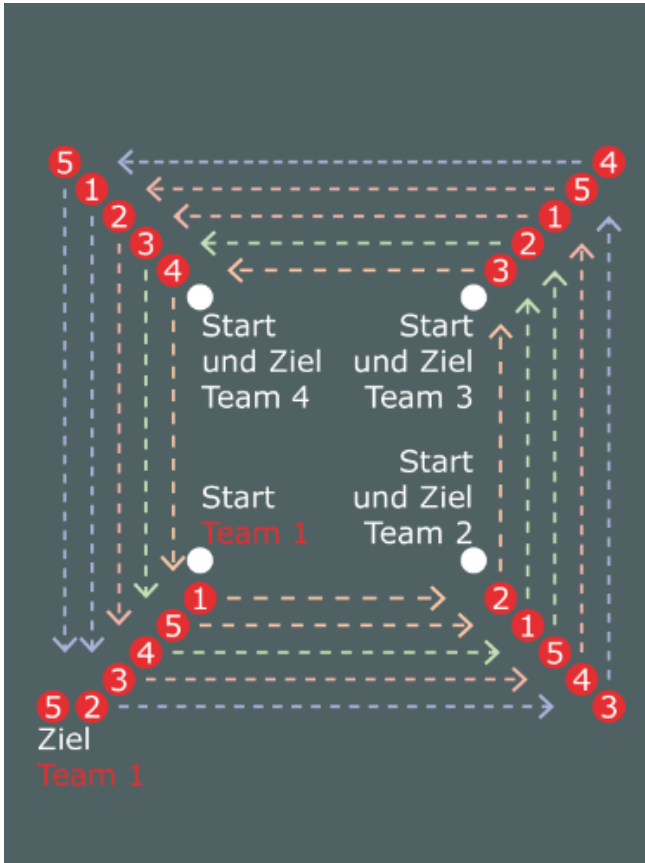 5 4
1 5
2 1
3 2
4 3
Start Start
und Ziel und Ziel
Team 4 Team 3
Start
Start und Ziel
Team 1 Team 2
1 2
5 1
4 5
3 4
5 2 3
Ziel
Team 1